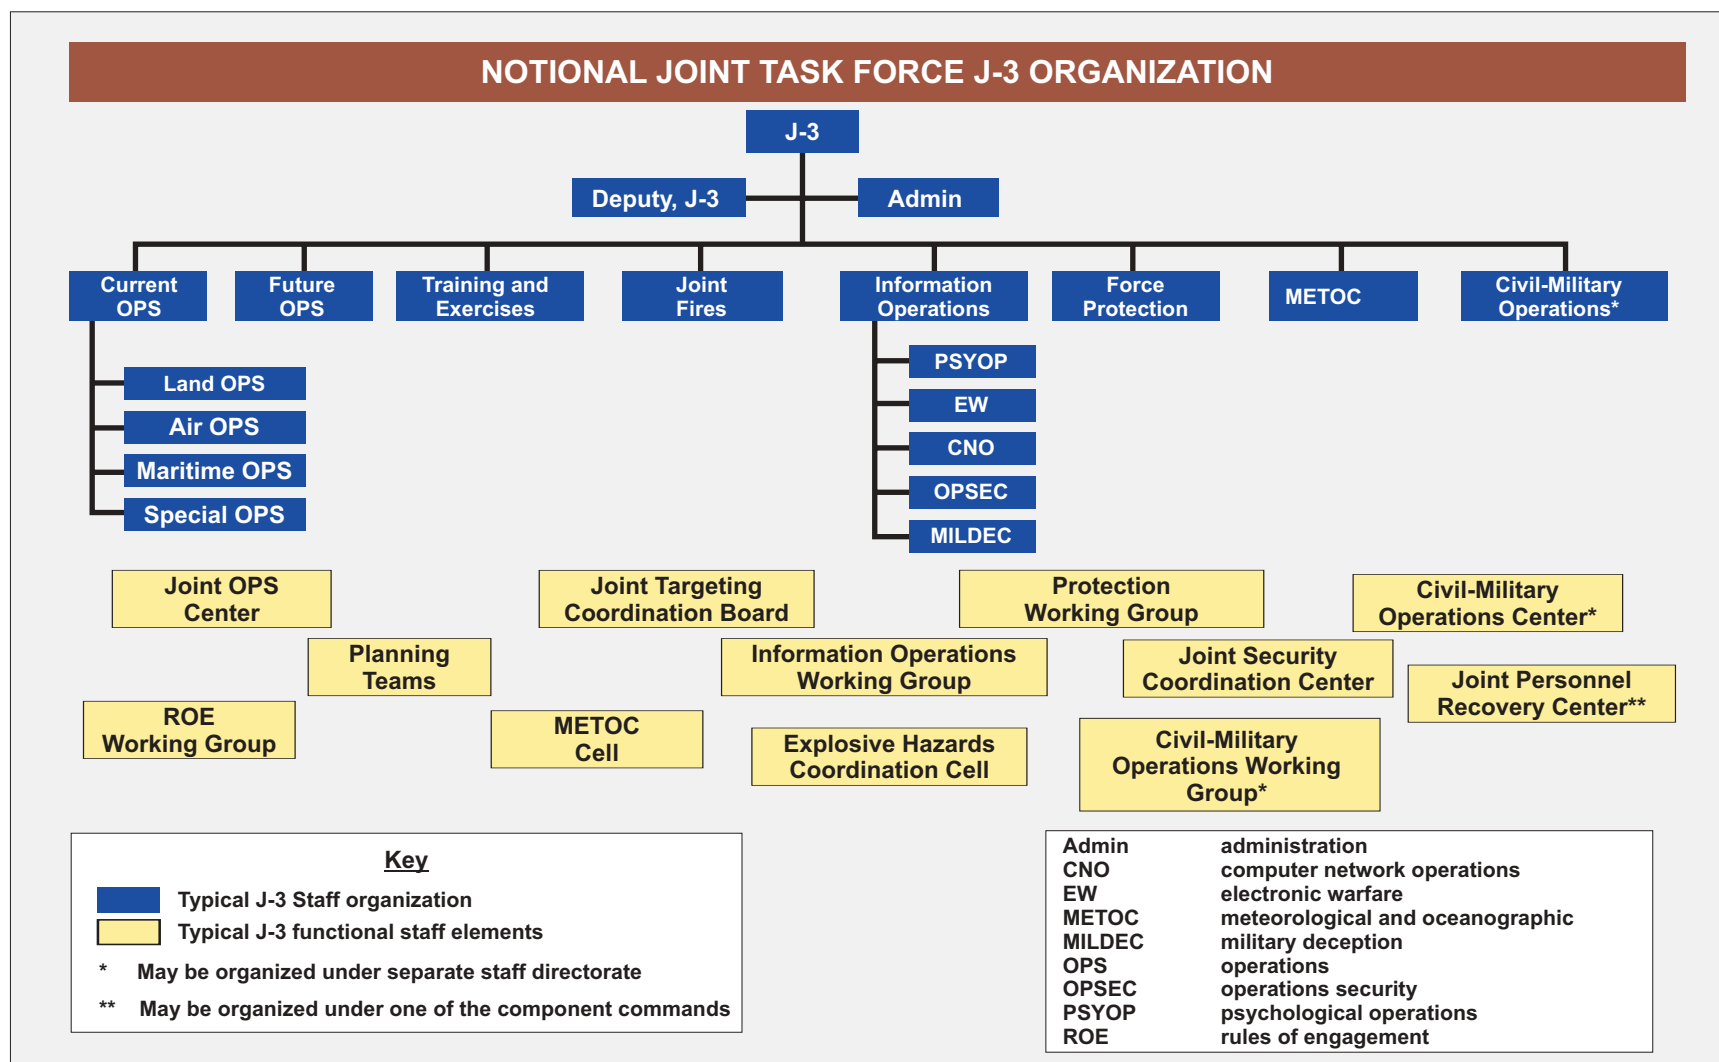 NOTIONAL JOINT TASK FORCE J-3 ORGANIZATION
J-3
Deputy, J-3
Admin
Current
OPS
Future
OPS
Training and
Exercises
Joint
Fires
Information
Operations
Force
Protection
METOC
Civil-Military
Operations*
Land OPS
Air OPS
Maritime OPS
Special OPS
PSYOP
EW
CNO
OPSEC
MILDEC
Joint OPS
Center
Joint Targeting
Coordination Board
Protection
Working Group
Civil-Military
Operations Center*
Planning
Teams
Information Operations
Working Group
Joint Security
Coordination Center
Joint Personnel
Recovery Center**
ROE
Working Group
METOC
Cell
Explosive Hazards
Coordination Cell
Civil-Military
Operations Working
Group*
Key
Typical J-3 Staff organization
Typical J-3 functional staff elements
* May be organized under separate staff directorate
** May be organized under one of the component commands
Admin administration
CNO computer network operations
EW electronic warfare
METOC meteorological and oceanographic
MILDEC military deception
OPS operations
OPSEC operations security
PSYOP psychological operations
ROE rules of engagement